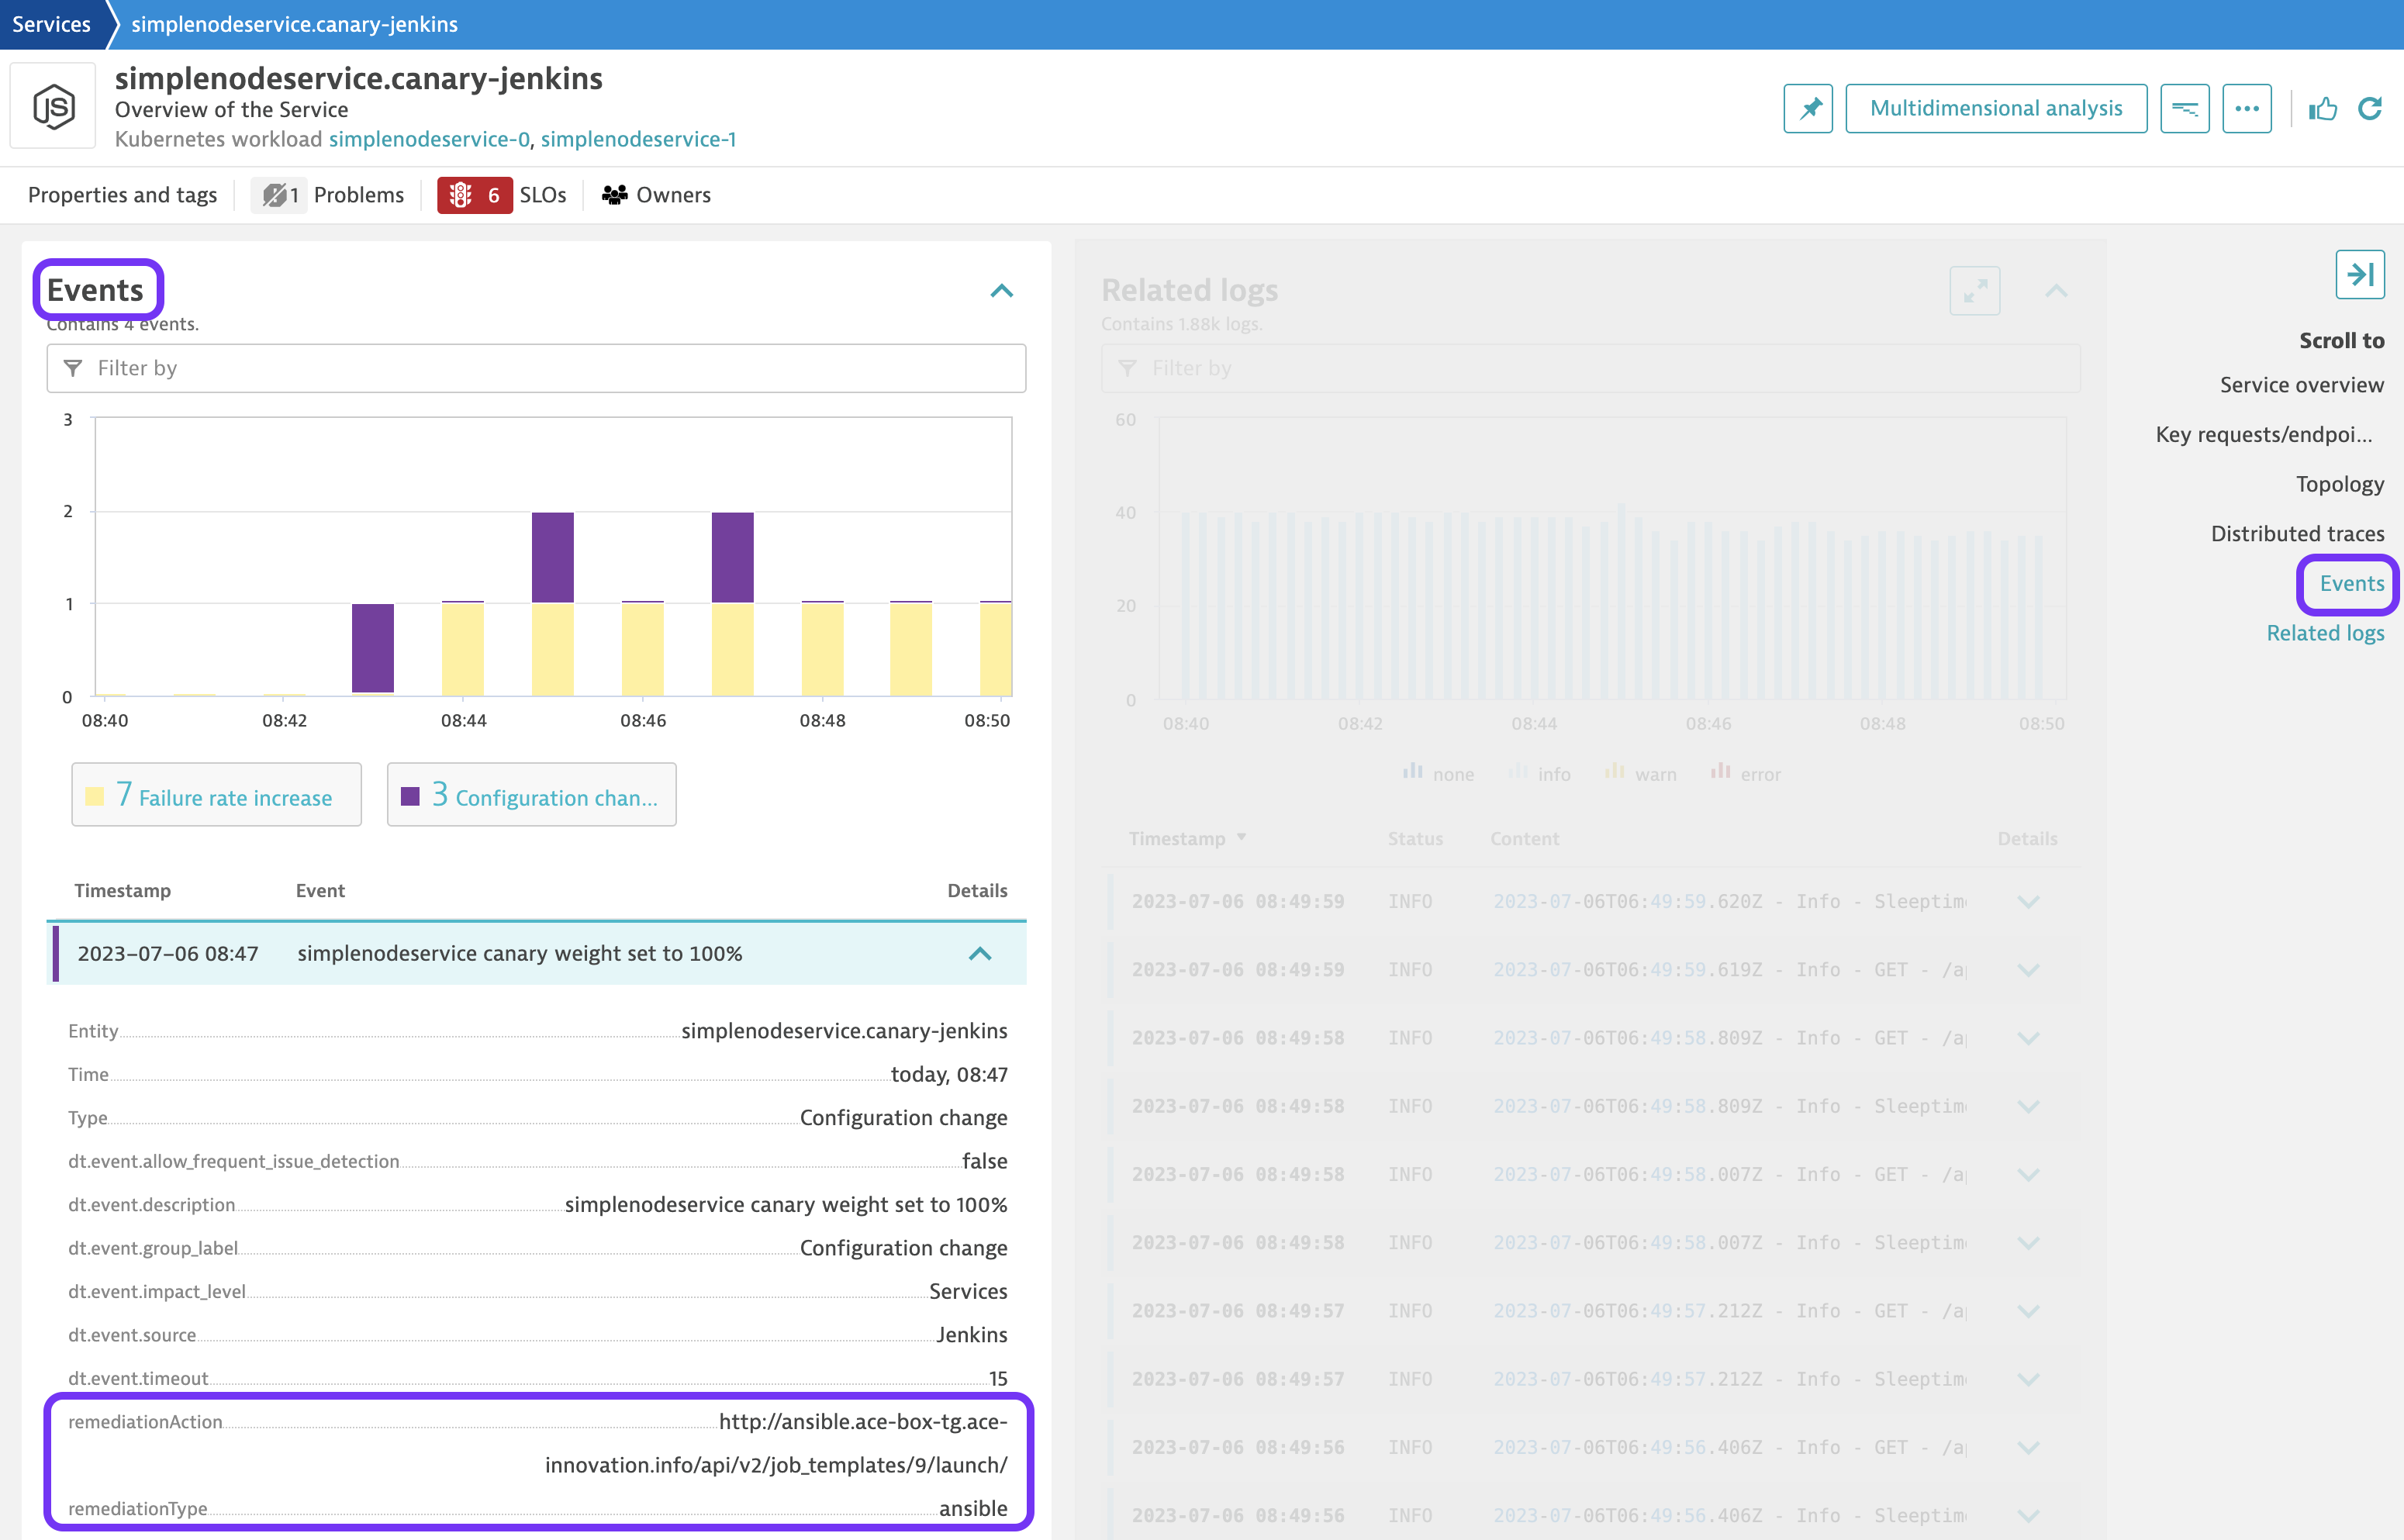 Services
simplenodeservice.canary-jenkins
simplenodeservice.canary-jenkins
Overview of the Service
Kubernetes workload simplenodeservice-0, simplenodeservice-1
Multidimensional analysis
Properties and tags
1 Problems
6 SLOs
Owners
Events
Contains 4 events.
Filter by
3
2
1
0
08:40
08:42
08:44
08:46
08:48
08:50
7 Failure rate increase
3 Configuration chan...
Timestamp Event Details
2023-07-06 08:47 simplenodeservice canary weight set to 100%
Entity simplenodeservice.canary-jenkins
Time today, 08:47
Type Configuration change
dt.event.allow_frequent_issue_detection false
dt.event.description simplenodeservice canary weight set to 100%
dt.event.group_label Configuration change
dt.event.impact_level Services
dt.event.source Jenkins
dt.event.timeout 15
remediationAction http://ansible.ace-box-tg.ace-
innovation.info/api/v2/job_templates/9/launch/
remediationType ansible
Related logs
Contains 1.88k logs.
Filter by
60
40
20
0
08:40
08:42
08:44
08:46
08:48
08:50
none
info
warn
error
Timestamp Status Content Details
2023-07-06 08:49:59 INFO 2023-07-06T06:49:59.620Z - Info - Sleeptim
2023-07-06 08:49:59 INFO 2023-07-06T06:49:59.619Z - Info - GET - /a
2023-07-06 08:49:58 INFO 2023-07-06T06:49:58.809Z - Info - GET - /a
2023-07-06 08:49:58 INFO 2023-07-06T06:49:58.809Z - Info - Sleeptim
2023-07-06 08:49:58 INFO 2023-07-06T06:49:58.007Z - Info - GET - /a
2023-07-06 08:49:58 INFO 2023-07-06T06:49:58.007Z - Info - Sleeptim
2023-07-06 08:49:57 INFO 2023-07-06T06:49:57.212Z - Info - GET - /a
2023-07-06 08:49:57 INFO 2023-07-06T06:49:57.212Z - Info - Sleeptim
2023-07-06 08:49:56 INFO 2023-07-06T06:49:56.406Z - Info - GET - /a
2023-07-06 08:49:56 INFO 2023-07-06T06:49:56.406Z - Info - Sleeptim
Scroll to
Service overview
Key requests/endpoi...
Topology
Distributed traces
Events
Related logs